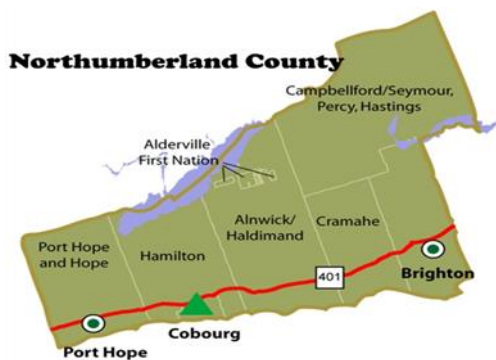 Northumberland County
Campbellford/Seymour,
Percy, Hastings
Alderville
First Nation
Alnwick/
Haldimand
Cramahe
Port Hope
and Hope
Hamilton
401
Brighton
Cobourg
Port Hope